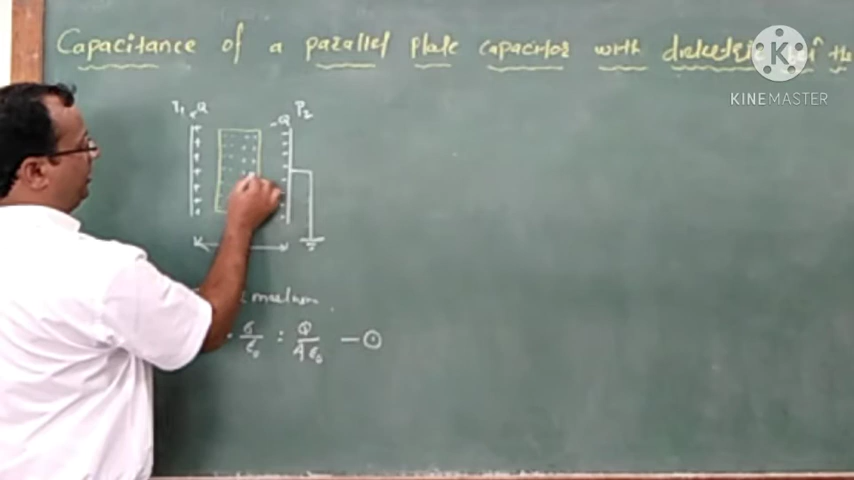 Capacitance of a parallel plate capacitor with dielectric
KINEMASTER
P₁ +Q
-Q P₂
medium.
σ/ε₀ = Q/Aε₀ — ①